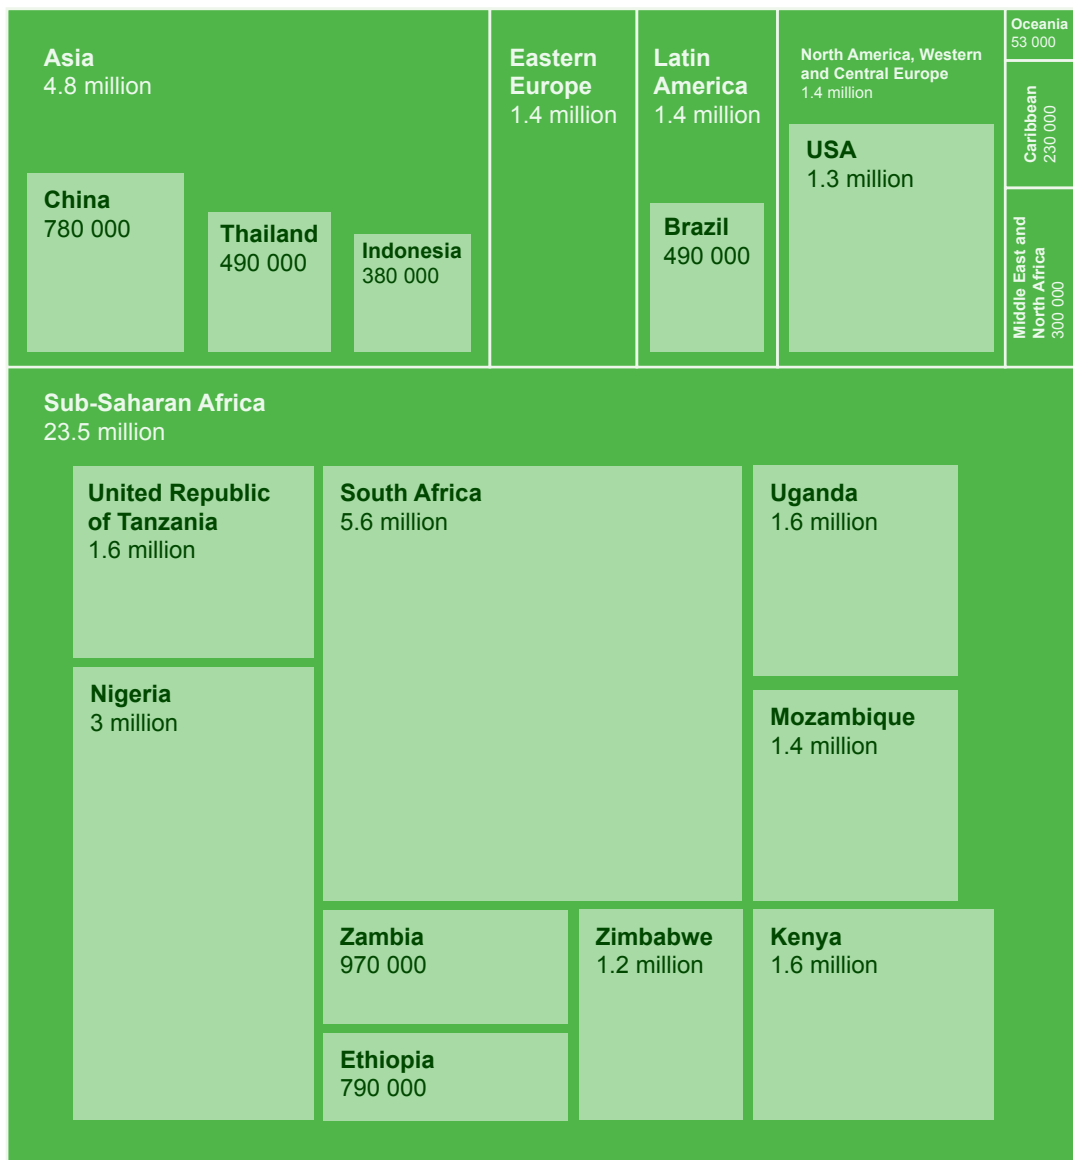 Asia
4.8 million
China
780 000
Thailand
490 000
Indonesia
380 000
Eastern
Europe
1.4 million
Latin
America
1.4 million
Brazil
490 000
North America, Western
and Central Europe
1.4 million
USA
1.3 million
Oceania
53 000
Caribbean
230 000
Middle East and
North Africa
300 000
Sub-Saharan Africa
23.5 million
United Republic
of Tanzania
1.6 million
South Africa
5.6 million
Uganda
1.6 million
Nigeria
3 million
Mozambique
1.4 million
Zambia
970 000
Zimbabwe
1.2 million
Kenya
1.6 million
Ethiopia
790 000